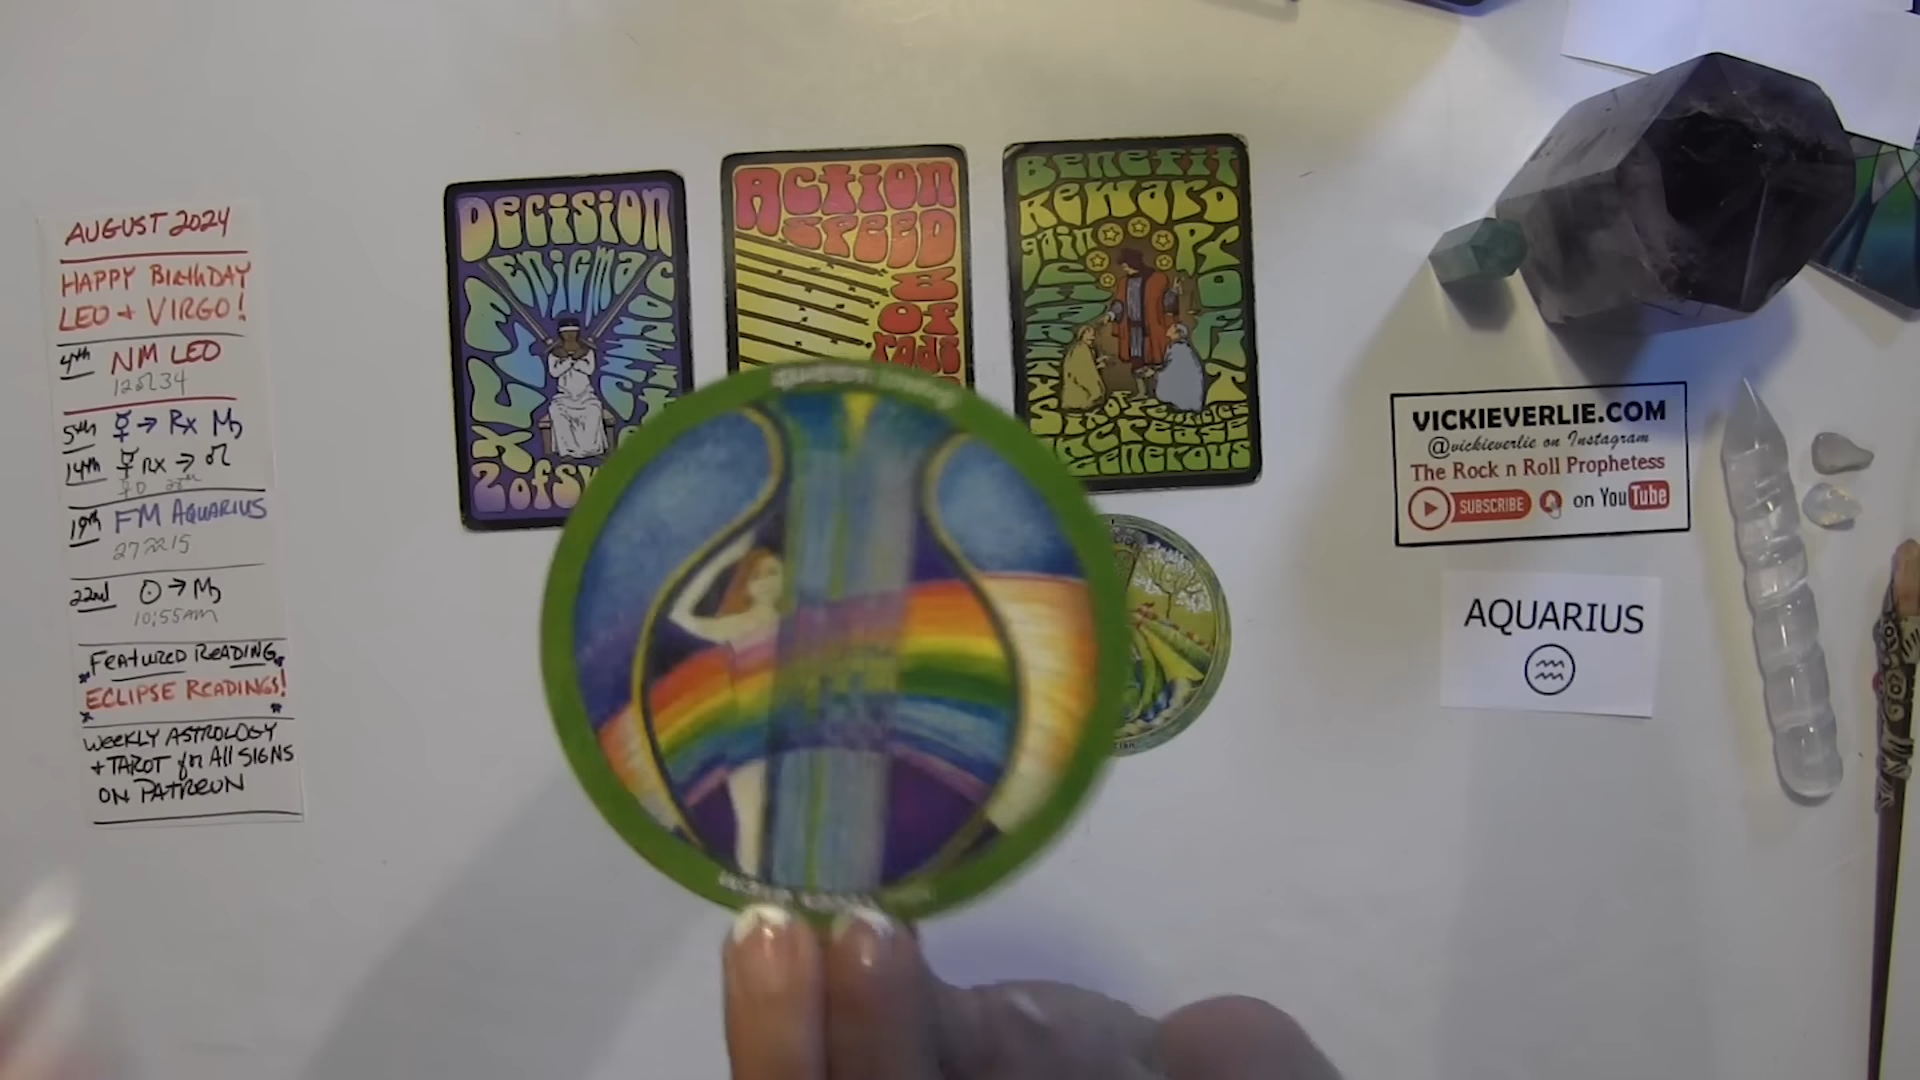 AUGUST 2024
HAPPY BIRTHDAY
LEO + VIRGO!
4th NM LEO
12♌34
5th ☿ → Rx ♍
14th ☿ Rx → ♌
19th FM AQUARIUS
27♒15
22nd ☉ → ♍
10:55AM
FEATURED READING
ECLIPSE READINGS!
WEEKLY ASTROLOGY
+ TAROT for All SIGNS
ON PATREON
Decision
Enigma
2 of
Action
Speed
8
of
Benefit
Reward
gain
Profit
Six of Pentacles
increase
Generous
VICKIEVERLIE.COM
@vickieverlie on Instagram
The Rock n Roll Prophetess
SUBSCRIBE on YouTube
AQUARIUS
♒